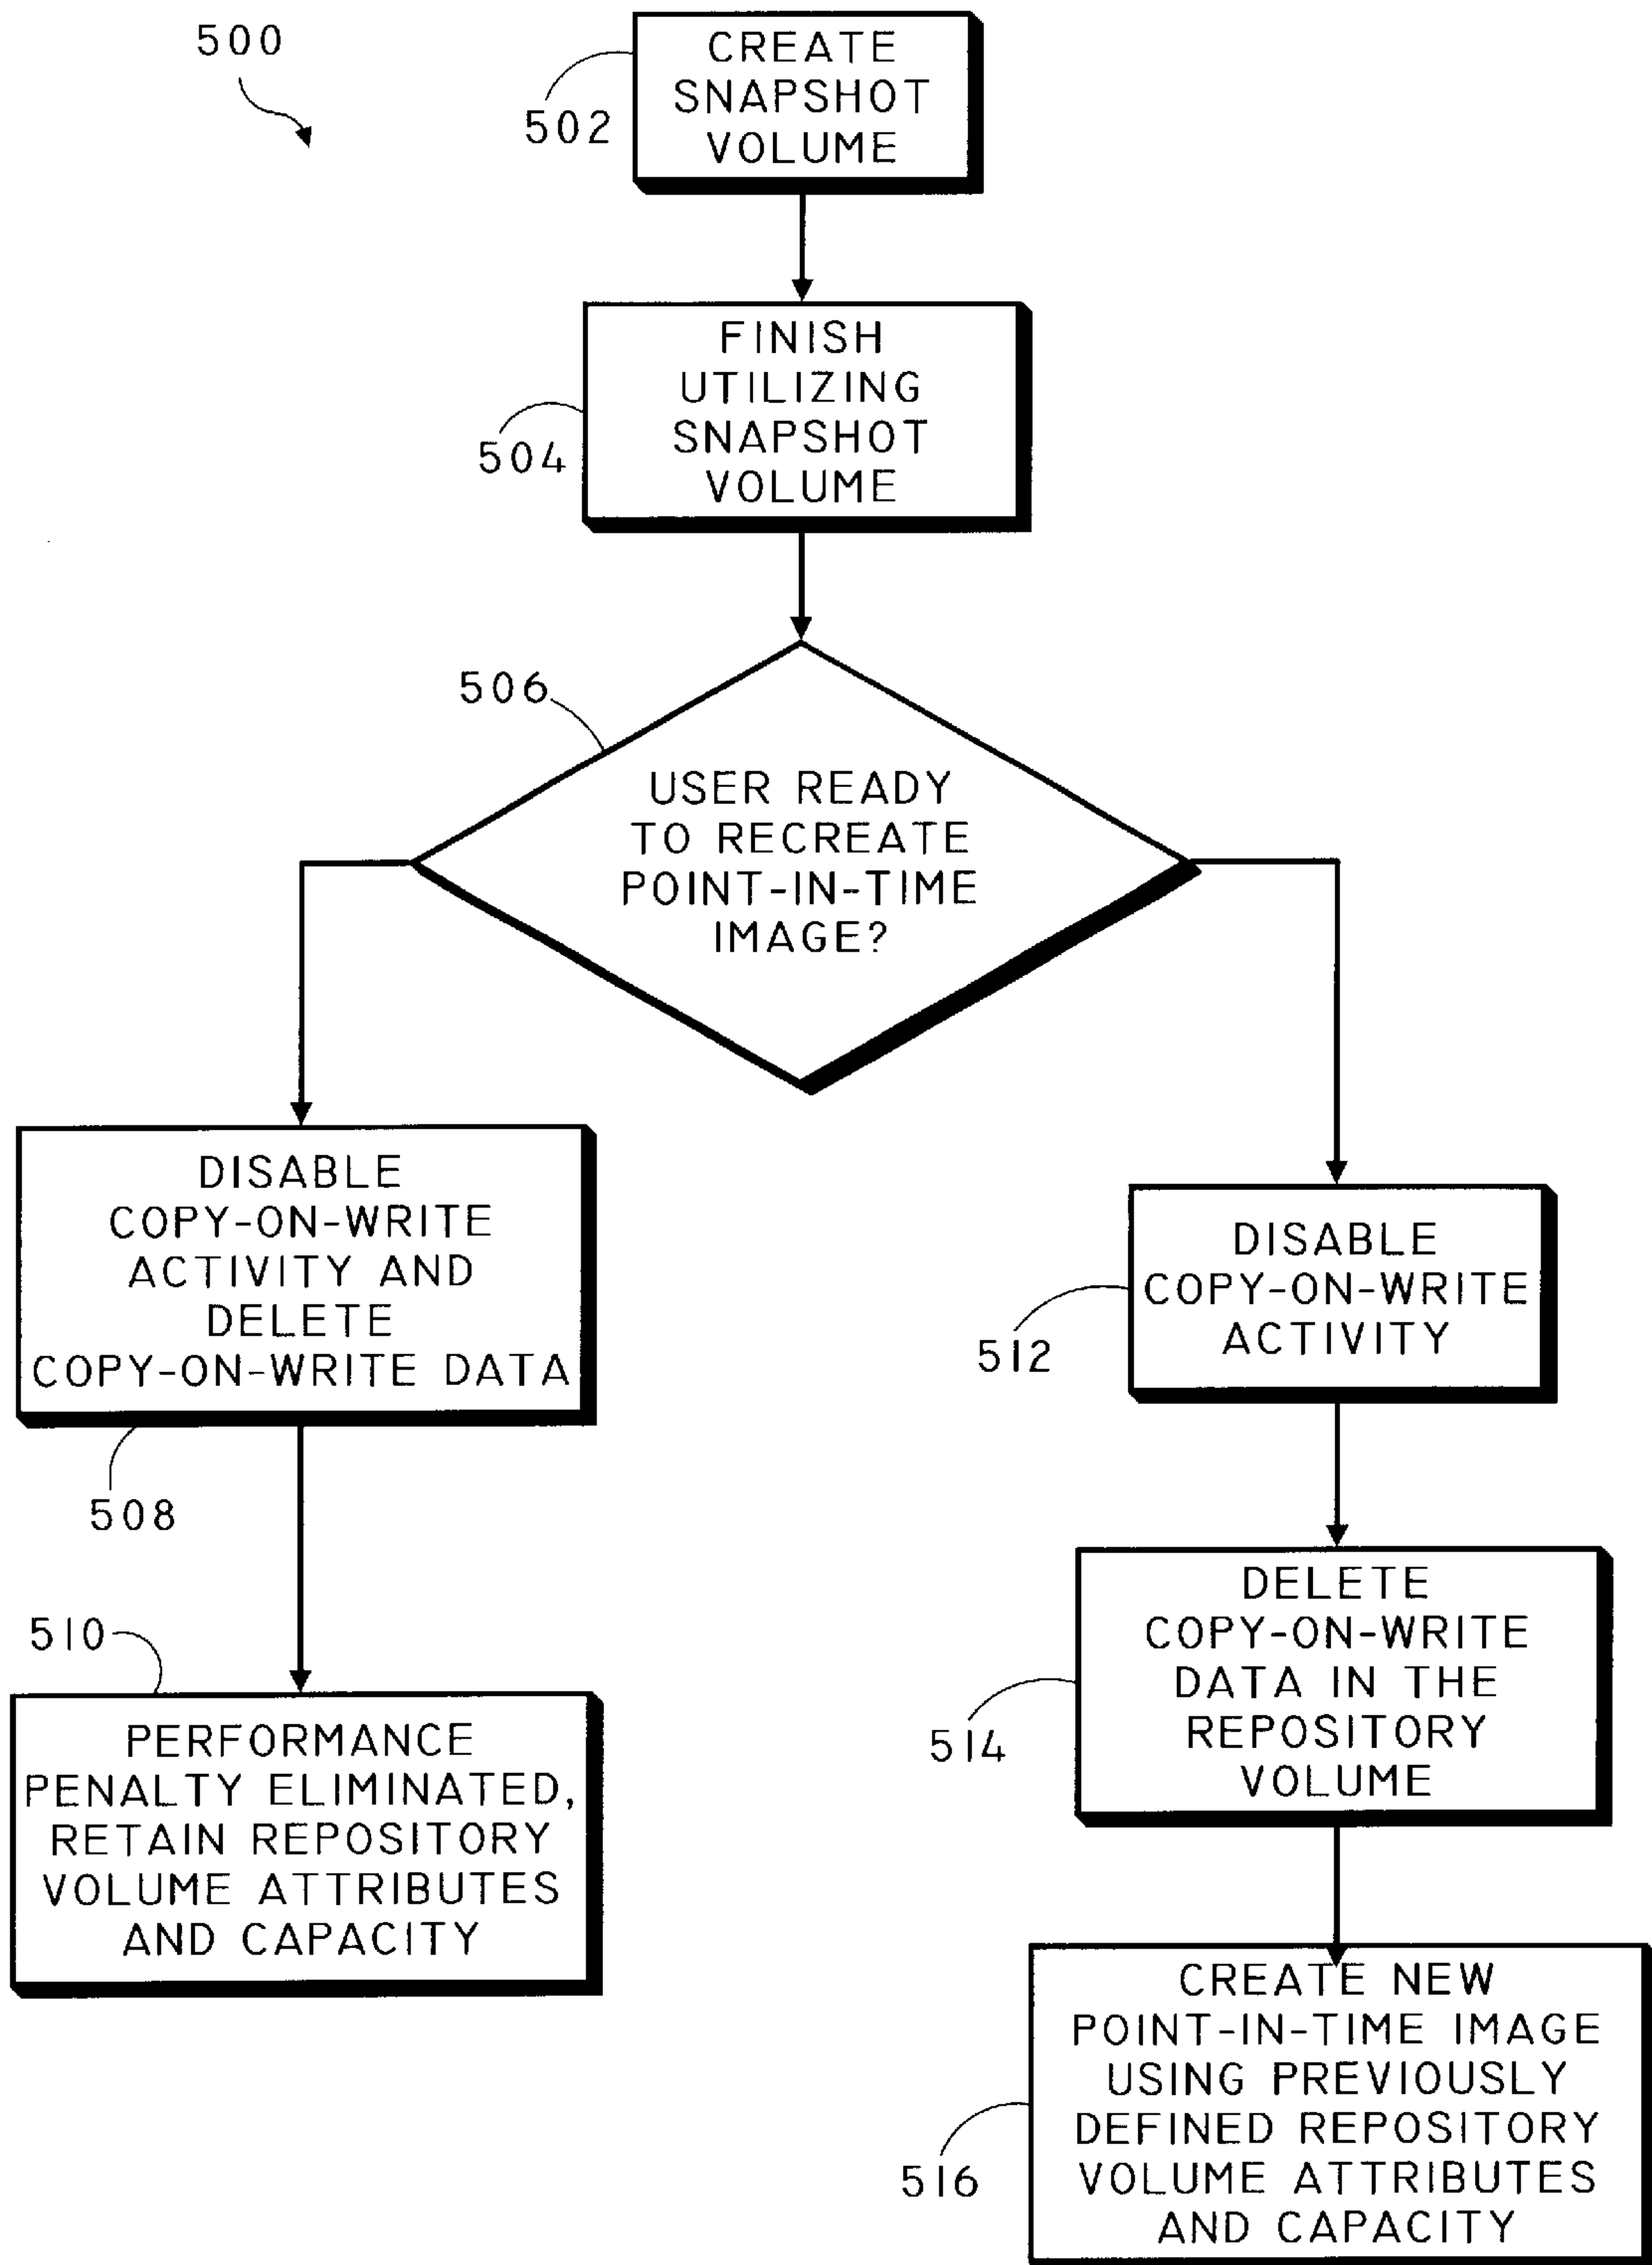 500
CREATE
SNAPSHOT
VOLUME
502
FINISH
UTILIZING
SNAPSHOT
VOLUME
504
506
USER READY
TO RECREATE
POINT-IN-TIME
IMAGE?
DISABLE
COPY-ON-WRITE
ACTIVITY AND
DELETE
COPY-ON-WRITE DATA
508
510
PERFORMANCE
PENALTY ELIMINATED,
RETAIN REPOSITORY
VOLUME ATTRIBUTES
AND CAPACITY
DISABLE
COPY-ON-WRITE
ACTIVITY
512
DELETE
COPY-ON-WRITE
DATA IN THE
REPOSITORY
VOLUME
514
CREATE NEW
POINT-IN-TIME IMAGE
USING PREVIOUSLY
DEFINED REPOSITORY
VOLUME ATTRIBUTES
AND CAPACITY
516